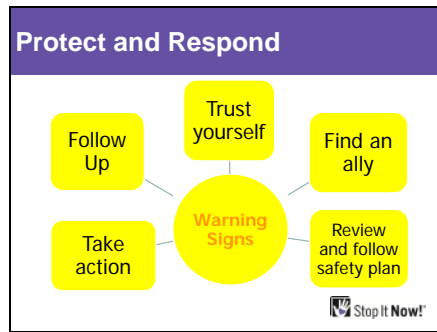 Protect and Respond
Trust
yourself
Follow
Up
Find an
ally
Warning
Signs
Take
action
Review
and follow
safety plan
Stop It Now!